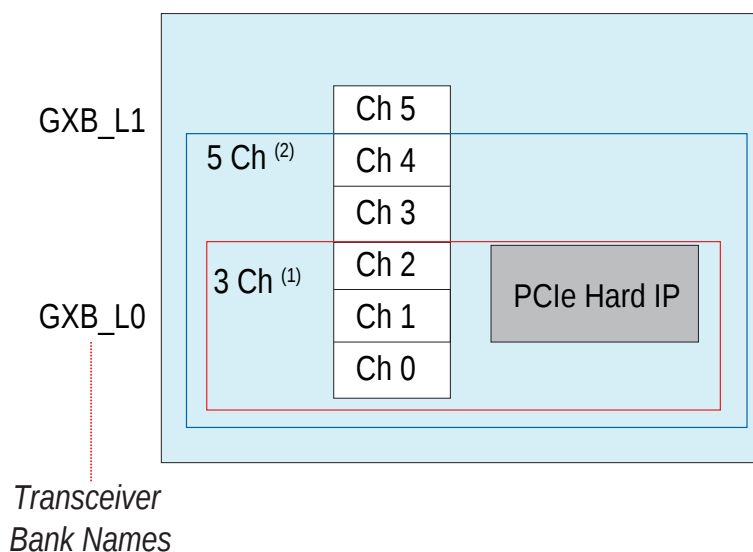 GXB_L1
Ch 5
5 Ch (2)
Ch 4
Ch 3
3 Ch (1)
Ch 2
PCIe Hard IP
GXB_L0
Ch 1
Ch 0
Transceiver
Bank Names